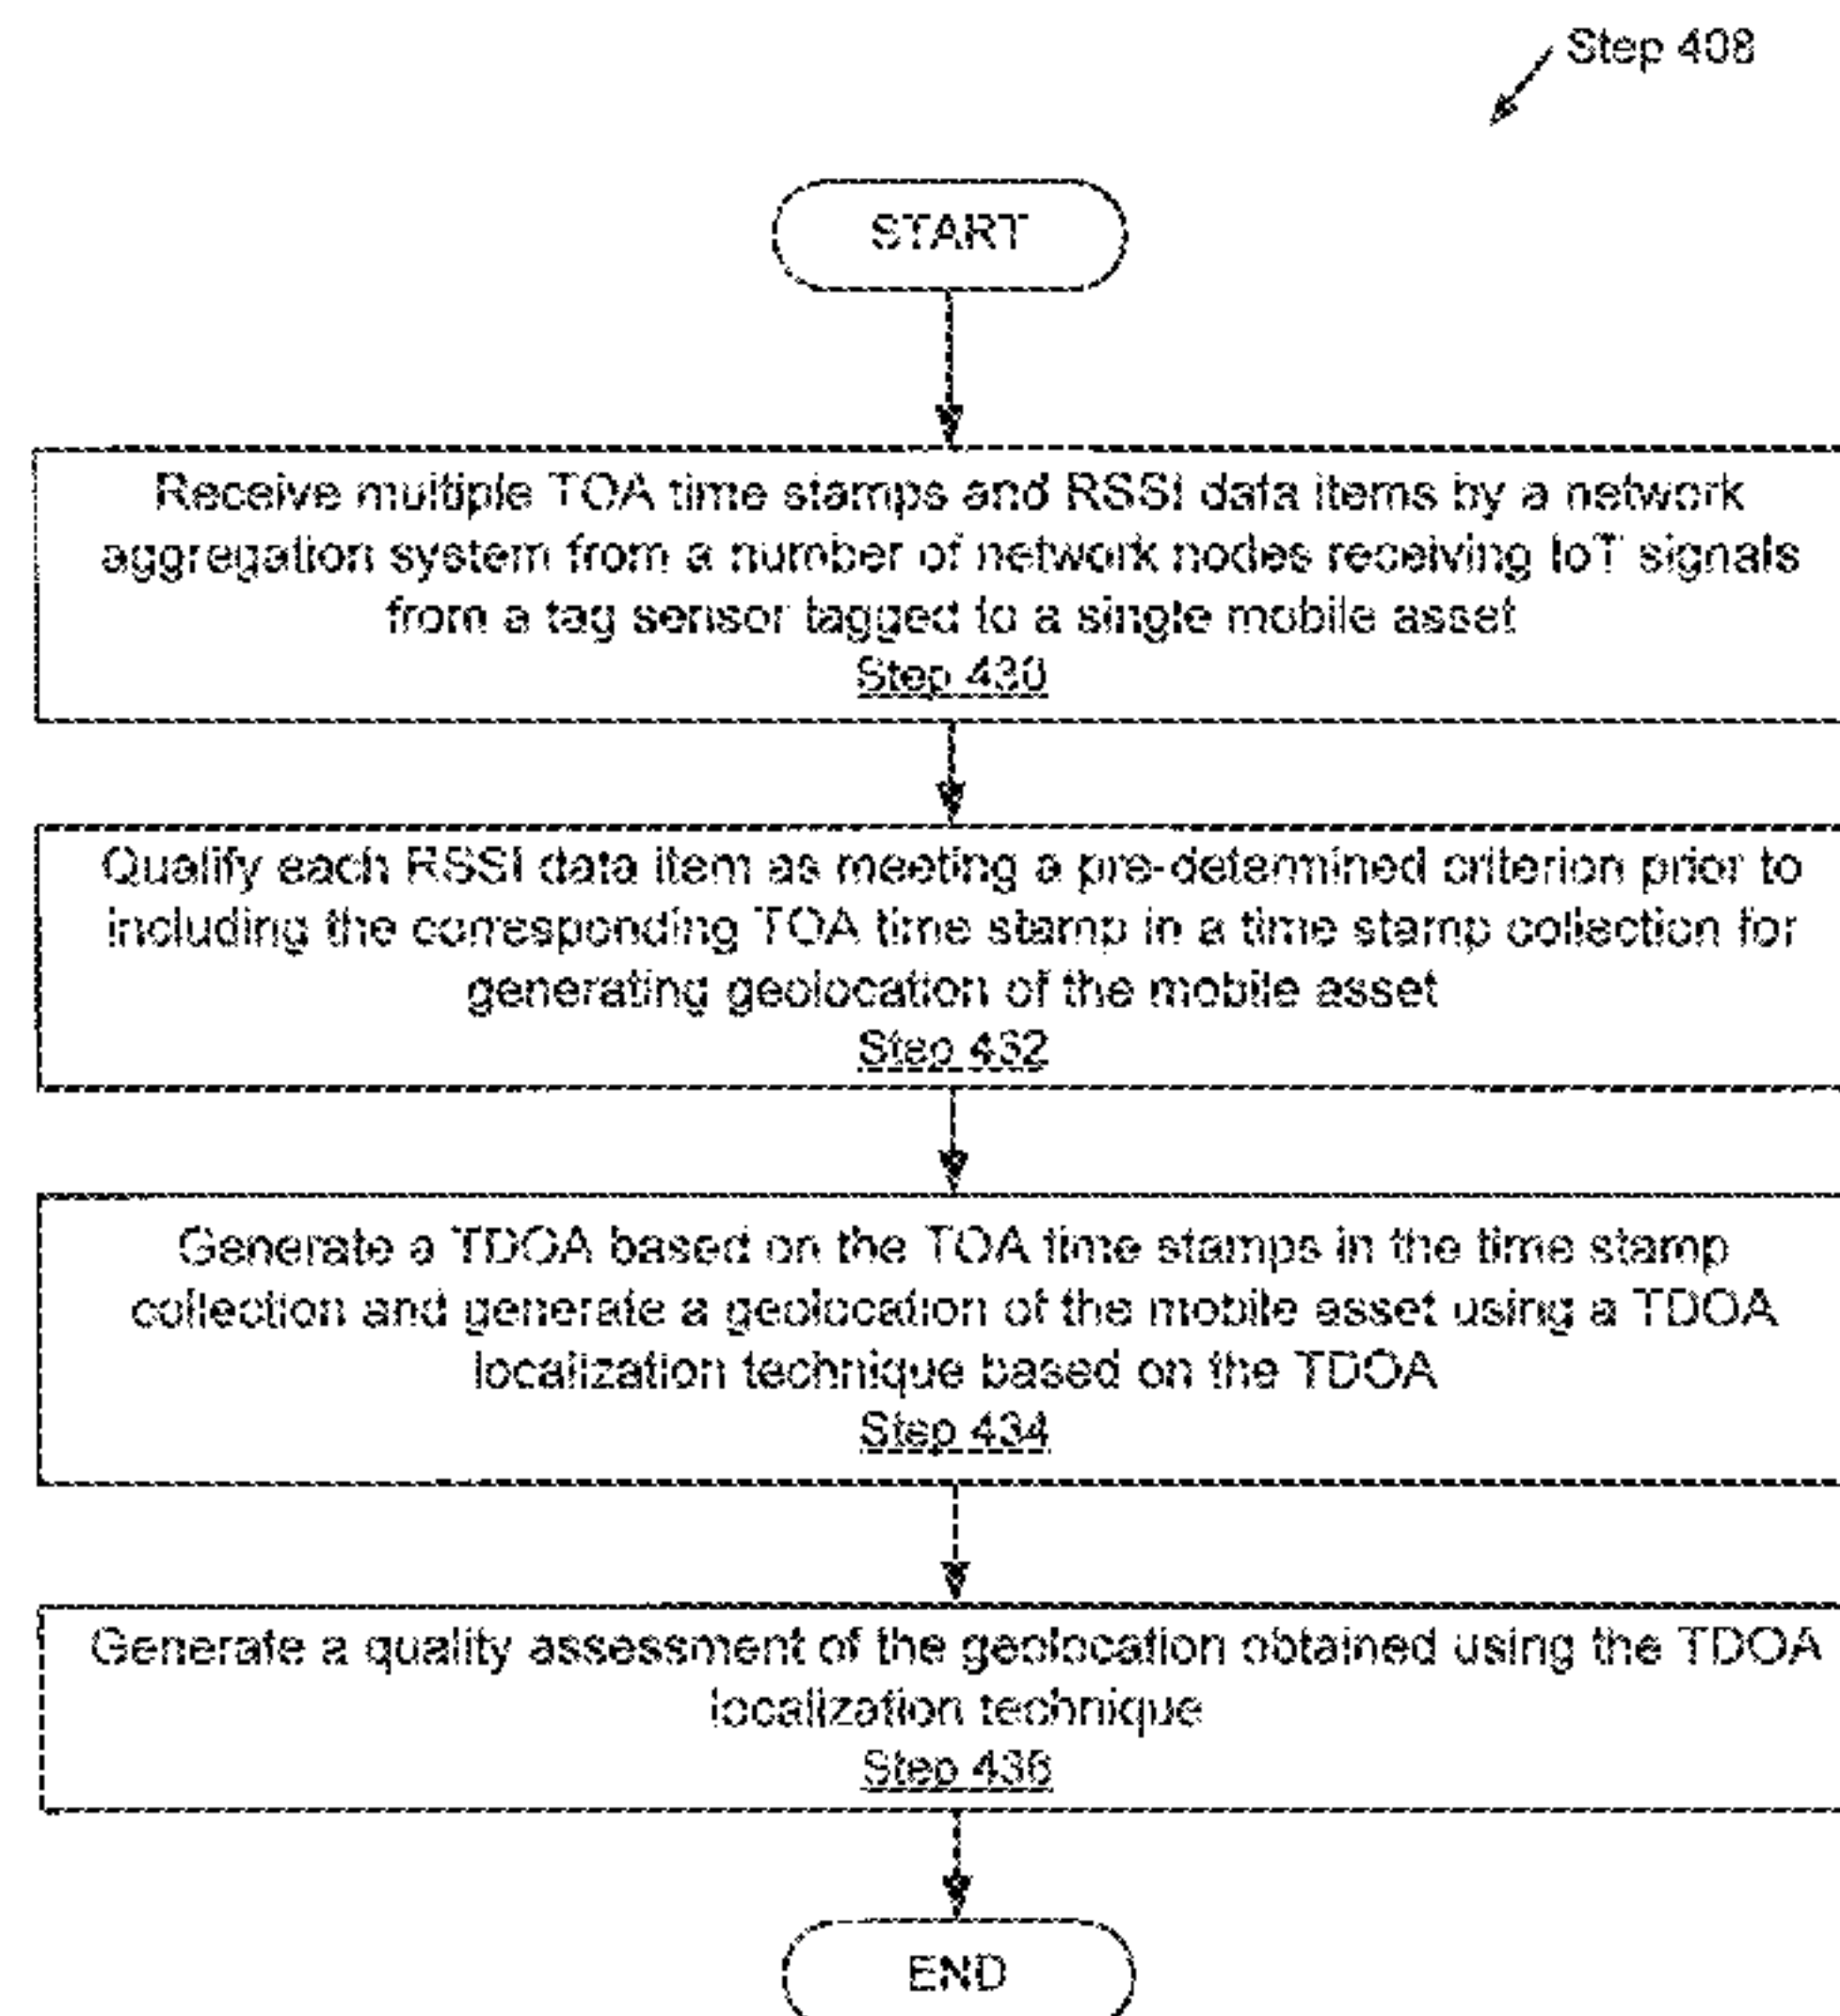 Step 408
START
Receive multiple TOA time stamps and RSSI data items by a network
aggregation system from a number of network nodes receiving IoT signals
from a tag sensor tagged to a single mobile asset
Step 430
Qualify each RSSI data item as meeting a pre-determined criterion prior to
including the corresponding TOA time stamp in a time stamp collection for
generating geolocation of the mobile asset
Step 432
Generate a TDOA based on the TOA time stamps in the time stamp
collection and generate a geolocation of the mobile asset using a TDOA
localization technique based on the TDOA
Step 434
Generate a quality assessment of the geolocation obtained using the TDOA
localization technique
Step 436
END